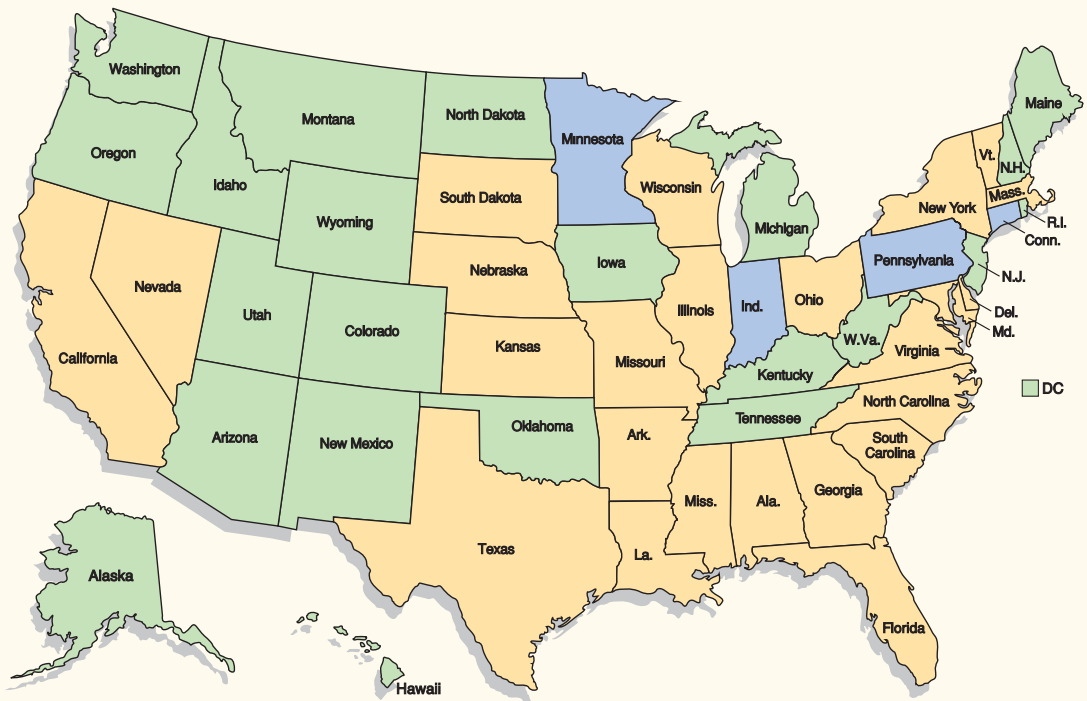 Washington
Montana
North Dakota
Minnesota
Maine
Oregon
Idaho
Vt.
N.H.
South Dakota
Wisconsin
Mass.
Wyoming
New York
R.I.
Michigan
Conn.
Iowa
Pennsylvania
Nebraska
N.J.
Nevada
Utah
Colorado
Illinois
Ind.
Ohio
Del.
Md.
W.Va.
Virginia
California
Kansas
Missouri
Kentucky
DC
North Carolina
Tennessee
Arizona
New Mexico
Oklahoma
Ark.
South
Carolina
Miss.
Ala.
Georgia
Texas
La.
Alaska
Florida
Hawaii